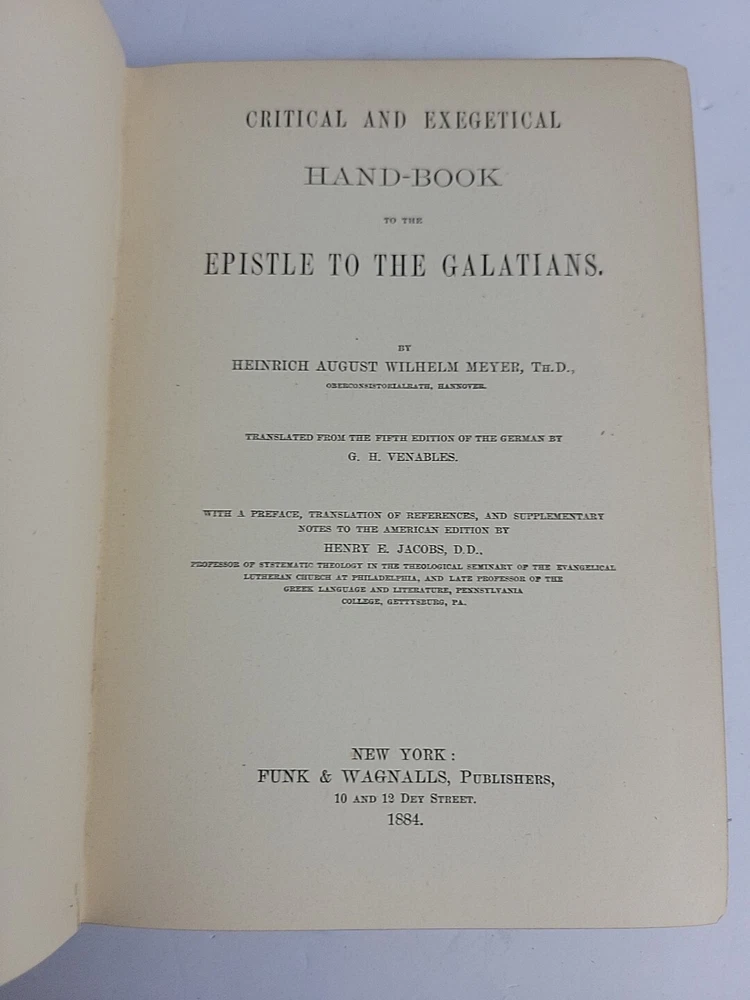 CRITICAL AND EXEGETICAL
HAND-BOOK
TO THE
EPISTLE TO THE GALATIANS.
BY
HEINRICH AUGUST WILHELM MEYER, TH.D.,
OBERCONSISTORIALRATH, HANNOVER.
TRANSLATED FROM THE FIFTH EDITION OF THE GERMAN BY
G. H. VENABLES.
WITH A PREFACE, TRANSLATION OF REFERENCES, AND SUPPLEMENTARY
NOTES TO THE AMERICAN EDITION BY
HENRY E. JACOBS, D.D.,
PROFESSOR OF SYSTEMATIC THEOLOGY IN THE THEOLOGICAL SEMINARY OF THE EVANGELICAL
LUTHERAN CHURCH AT PHILADELPHIA, AND LATE PROFESSOR OF THE
GREEK LANGUAGE AND LITERATURE, PENNSYLVANIA
COLLEGE, GETTYSBURG, PA.
NEW YORK:
FUNK & WAGNALLS, PUBLISHERS,
10 AND 12 DEY STREET.
1884.